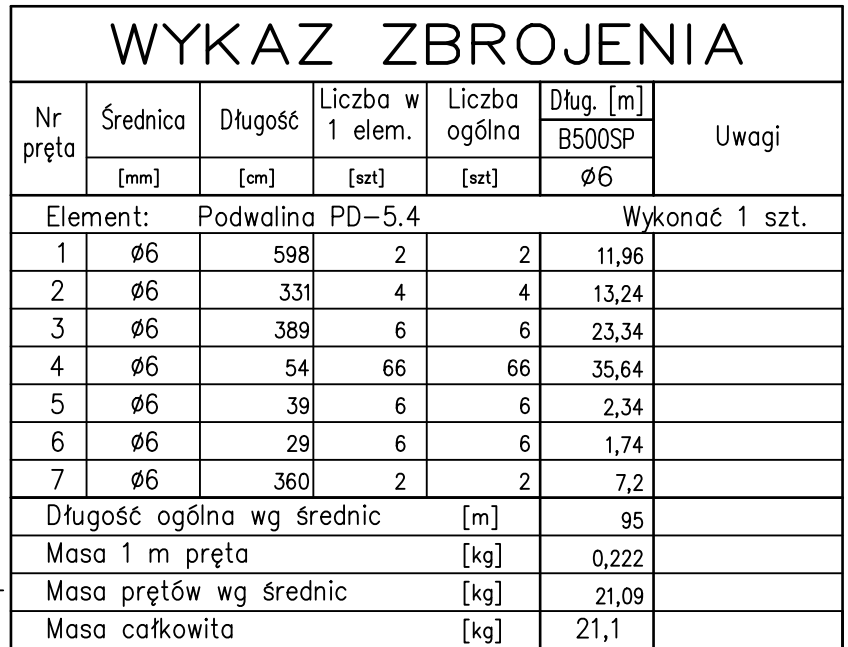 WYKAZ ZBROJENIA
Nr pręta Średnica Długość Liczba w 1 elem. Liczba ogólna Dług. [m] B500SP Uwagi
[mm] [cm] [szt] [szt] ø6
Element: Podwalina PD-5.4 Wykonać 1 szt.
1 ø6 598 2 2 11,96
2 ø6 331 4 4 13,24
3 ø6 389 6 6 23,34
4 ø6 54 66 66 35,64
5 ø6 39 6 6 2,34
6 ø6 29 6 6 1,74
7 ø6 360 2 2 7,2
Długość ogólna wg średnic [m] 95
Masa 1 m pręta [kg] 0,222
Masa prętów wg średnic [kg] 21,09
Masa całkowita [kg] 21,1